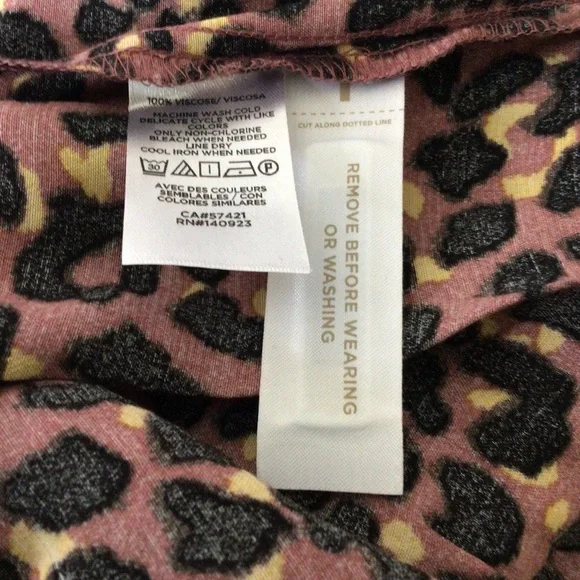 100% VISCOSE/ VISCOSA
MACHINE WASH COLD
DELICATE CYCLE WITH LIKE
COLORS
ONLY NON-CHLORINE
BLEACH WHEN NEEDED
LINE DRY
COOL IRON WHEN NEEDED
30
P
AVEC DES COULEURS
SEMBLABLES / CON
COLORES SIMILARES
CA#57421
RN#140923
CUT ALONG DOTTED LINE
REMOVE BEFORE WEARING
OR WASHING